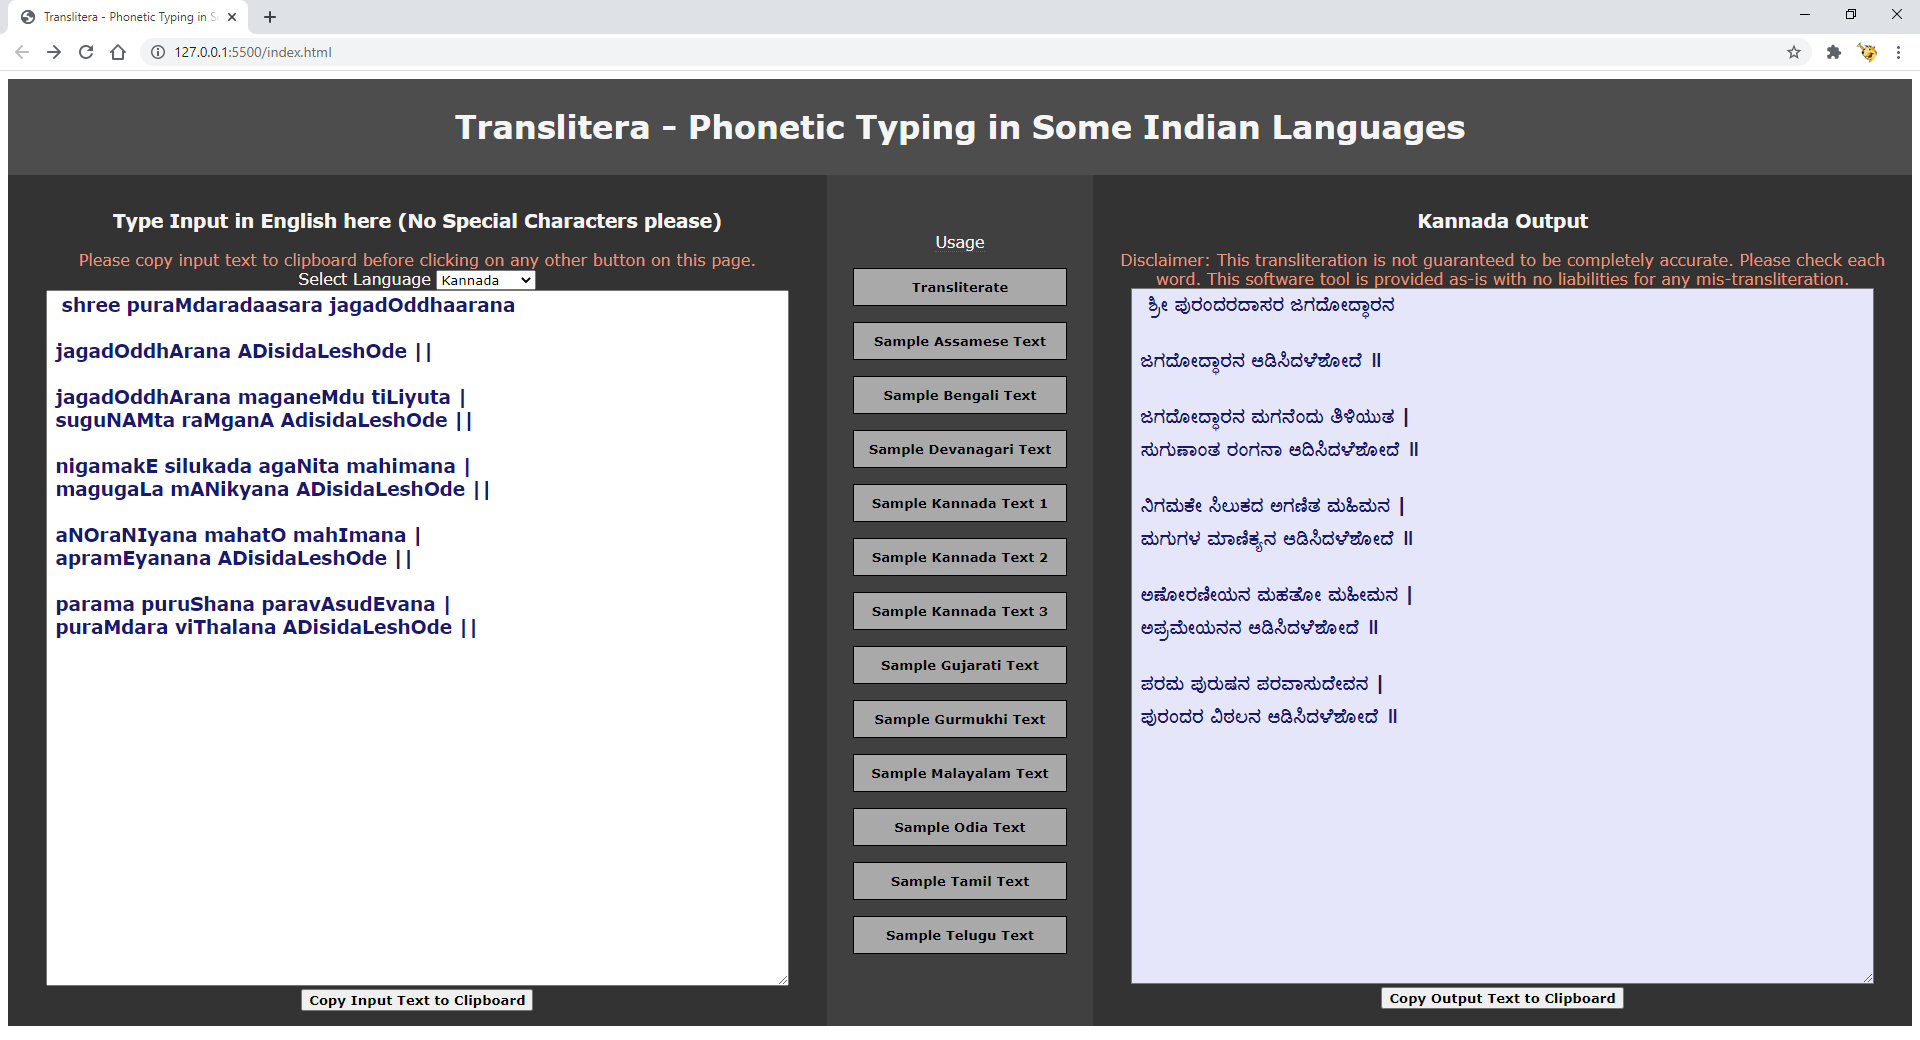 Translitera - Phonetic Typing in S
127.0.0.1:5500/index.html
Translitera - Phonetic Typing in Some Indian Languages
Type Input in English here (No Special Characters please)
Please copy input text to clipboard before clicking on any other button on this page.
Select Language Kannada
shree puraMdaradaasara jagadOddhaarana
jagadOddhArana ADisidaLeshOde ||
jagadOddhArana maganeMdu tiLiyuta |
suguNAMta raMganA AdisidaLeshOde ||
nigamakE silukada agaNita mahimana |
magugaLa mANikyana ADisidaLeshOde ||
aNOraNIyana mahatO mahImana |
apramEyanana ADisidaLeshOde ||
parama puruShana paravAsudEvana |
puraMdara viThalana ADisidaLeshOde ||
Copy Input Text to Clipboard
Usage
Transliterate
Sample Assamese Text
Sample Bengali Text
Sample Devanagari Text
Sample Kannada Text 1
Sample Kannada Text 2
Sample Kannada Text 3
Sample Gujarati Text
Sample Gurmukhi Text
Sample Malayalam Text
Sample Odia Text
Sample Tamil Text
Sample Telugu Text
Kannada Output
Disclaimer: This transliteration is not guaranteed to be completely accurate. Please check each
word. This software tool is provided as-is with no liabilities for any mis-transliteration.
ಶ್ರೀ ಪುರಂದರದಾಸರ ಜಗದೋದ್ಧಾರನ
ಜಗದೋದ್ಧಾರನ ಆಡಿಸಿದಳೆಶೋದೆ ॥
ಜಗದೋದ್ಧಾರನ ಮಗನೆಂದು ತಿಳಿಯುತ |
ಸುಗುಣಾಂತ ರಂಗನಾ ಆದಿಸಿದಳೆಶೋದೆ ॥
ನಿಗಮಕೇ ಸಿಲುಕದ ಅಗಣಿತ ಮಹಿಮನ |
ಮಗುಗಳ ಮಾಣಿಕ್ಯನ ಆಡಿಸಿದಳೆಶೋದೆ ॥
ಅಣೋರಣೀಯನ ಮಹತೋ ಮಹೀಮನ |
ಅಪ್ರಮೇಯನನ ಆಡಿಸಿದಳೆಶೋದೆ ॥
ಪರಮ ಪುರುಷನ ಪರವಾಸುದೇವನ |
ಪುರಂದರ ವಿಠಲನ ಆಡಿಸಿದಳೆಶೋದೆ ॥
Copy Output Text to Clipboard